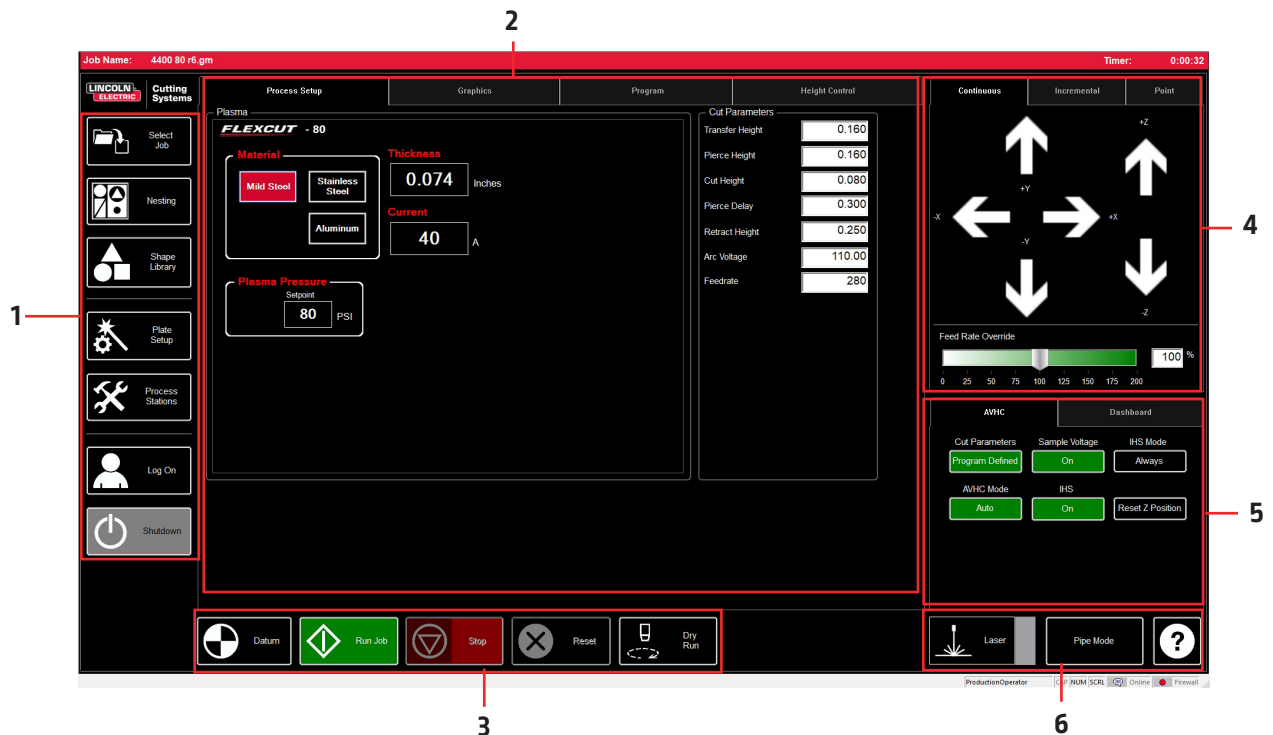 2
Job Name: 4400 80 r6.gm Timer: 0:00:32
LINCOLN ELECTRIC Cutting Systems
Process Setup Graphics Program Height Control
Continuous Incremental Point
1
Select Job
Nesting
Shape Library
Plate Setup
Process Stations
Log On
Shutdown
Plasma
FLEXCUT - 80
Material
Mild Steel
Stainless Steel
Aluminum
Thickness
0.074 Inches
Current
40 A
Plasma Pressure
Setpoint
80 PSI
Cut Parameters
Transfer Height 0.160
Pierce Height 0.160
Cut Height 0.080
Pierce Delay 0.300
Retract Height 0.250
Arc Voltage 110.00
Feedrate 280
+Z
+Y
-X +X
-Y
-Z
4
Feed Rate Override
100 %
0 25 50 75 100 125 150 175 200
AVHC Dashboard
Cut Parameters Sample Voltage IHS Mode
Program Defined On Always
AVHC Mode IHS
Auto On Reset Z Position
5
Datum
Run Job
Stop
Reset
Dry Run
Laser
Pipe Mode
?
ProductionOperator CAP NUM SCRL Online Firewall
3
6